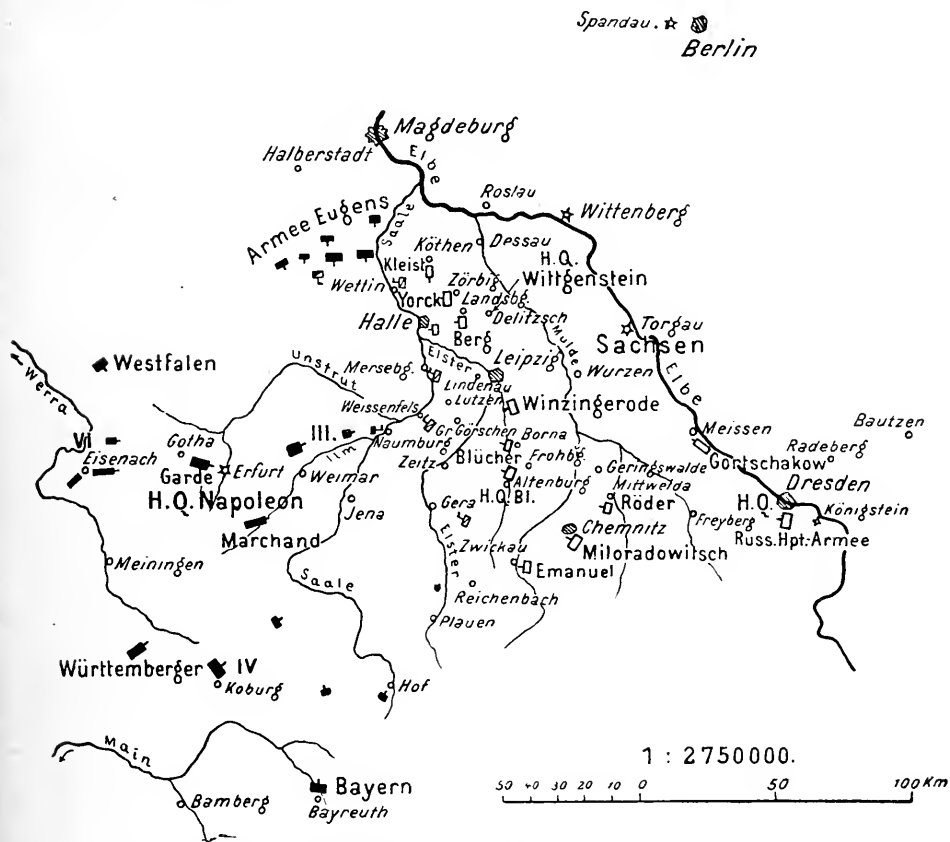 Spandau.
Berlin
Magdeburg
Halberstadt
Elbe
Roslau
Wittenberg
Armee Eugens
Saale
Köthen
Dessau
H.Q.
Wittgenstein
Kleist
Wettin
Zörbig
Yorck
Landsbg.
Delitzsch
Halle
Berg
Mulde
Torgau
Sachsen
Elbe
Leipzig
Elster
Westfalen
Unstrut
Mersebg.
Lindenau
Wurzen
Werra
Lutzen
Weissenfels
Winzingerode
Meissen
Bautzen
VI
Gotha
III.
Ilm
Naumburg
Gr Görschen
Borna
Radeberg
Eisenach
Garde
Erfurt
Weimar
Zeitz
Blücher
Frohbg.
Geringswalde
Gortschakow
Dresden
H.Q. Napoleon
Altenburg
Mittwelda
H.Q.
Königstein
Jena
Gera
H.Q. Bl.
Röder
Freyberg
Russ. Hpt.-Armee
Marchand
Chemnitz
Miloradowitsch
Zwickau
Emanuel
Meiningen
Elster
Saale
Reichenbach
Plauen
Württemberger
IV
Koburg
Hof
Main
1 : 2750000.
Bayern
Bamberg
Bayreuth
50 40 30 20 10 0 50 100 Km